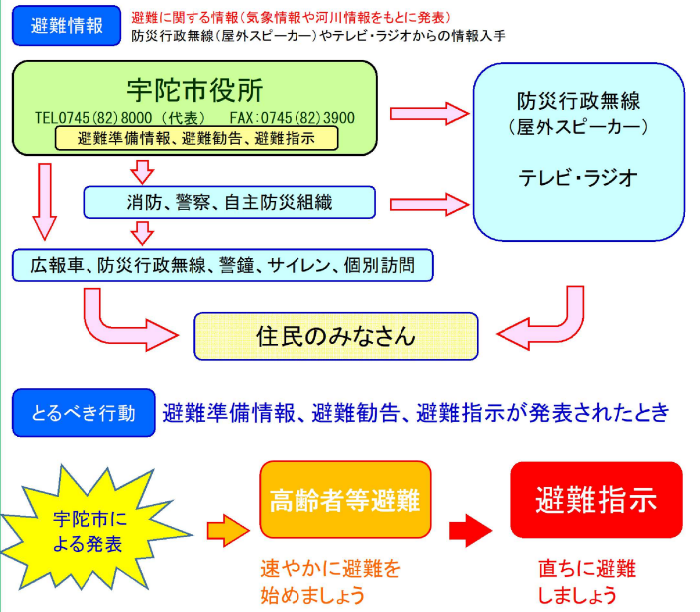 避難情報
避難に関する情報(気象情報や河川情報をもとに発表)
防災行政無線(屋外スピーカー)やテレビ・ラジオからの情報入手
宇陀市役所
TEL0745(82)8000 (代表) FAX:0745(82)3900
避難準備情報、避難勧告、避難指示
防災行政無線
(屋外スピーカー)
テレビ・ラジオ
消防、警察、自主防災組織
広報車、防災行政無線、警鐘、サイレン、個別訪問
住民のみなさん
とるべき行動
避難準備情報、避難勧告、避難指示が発表されたとき
宇陀市に
よる発表
高齢者等避難
避難指示
速やかに避難を
始めましょう
直ちに避難
しましょう